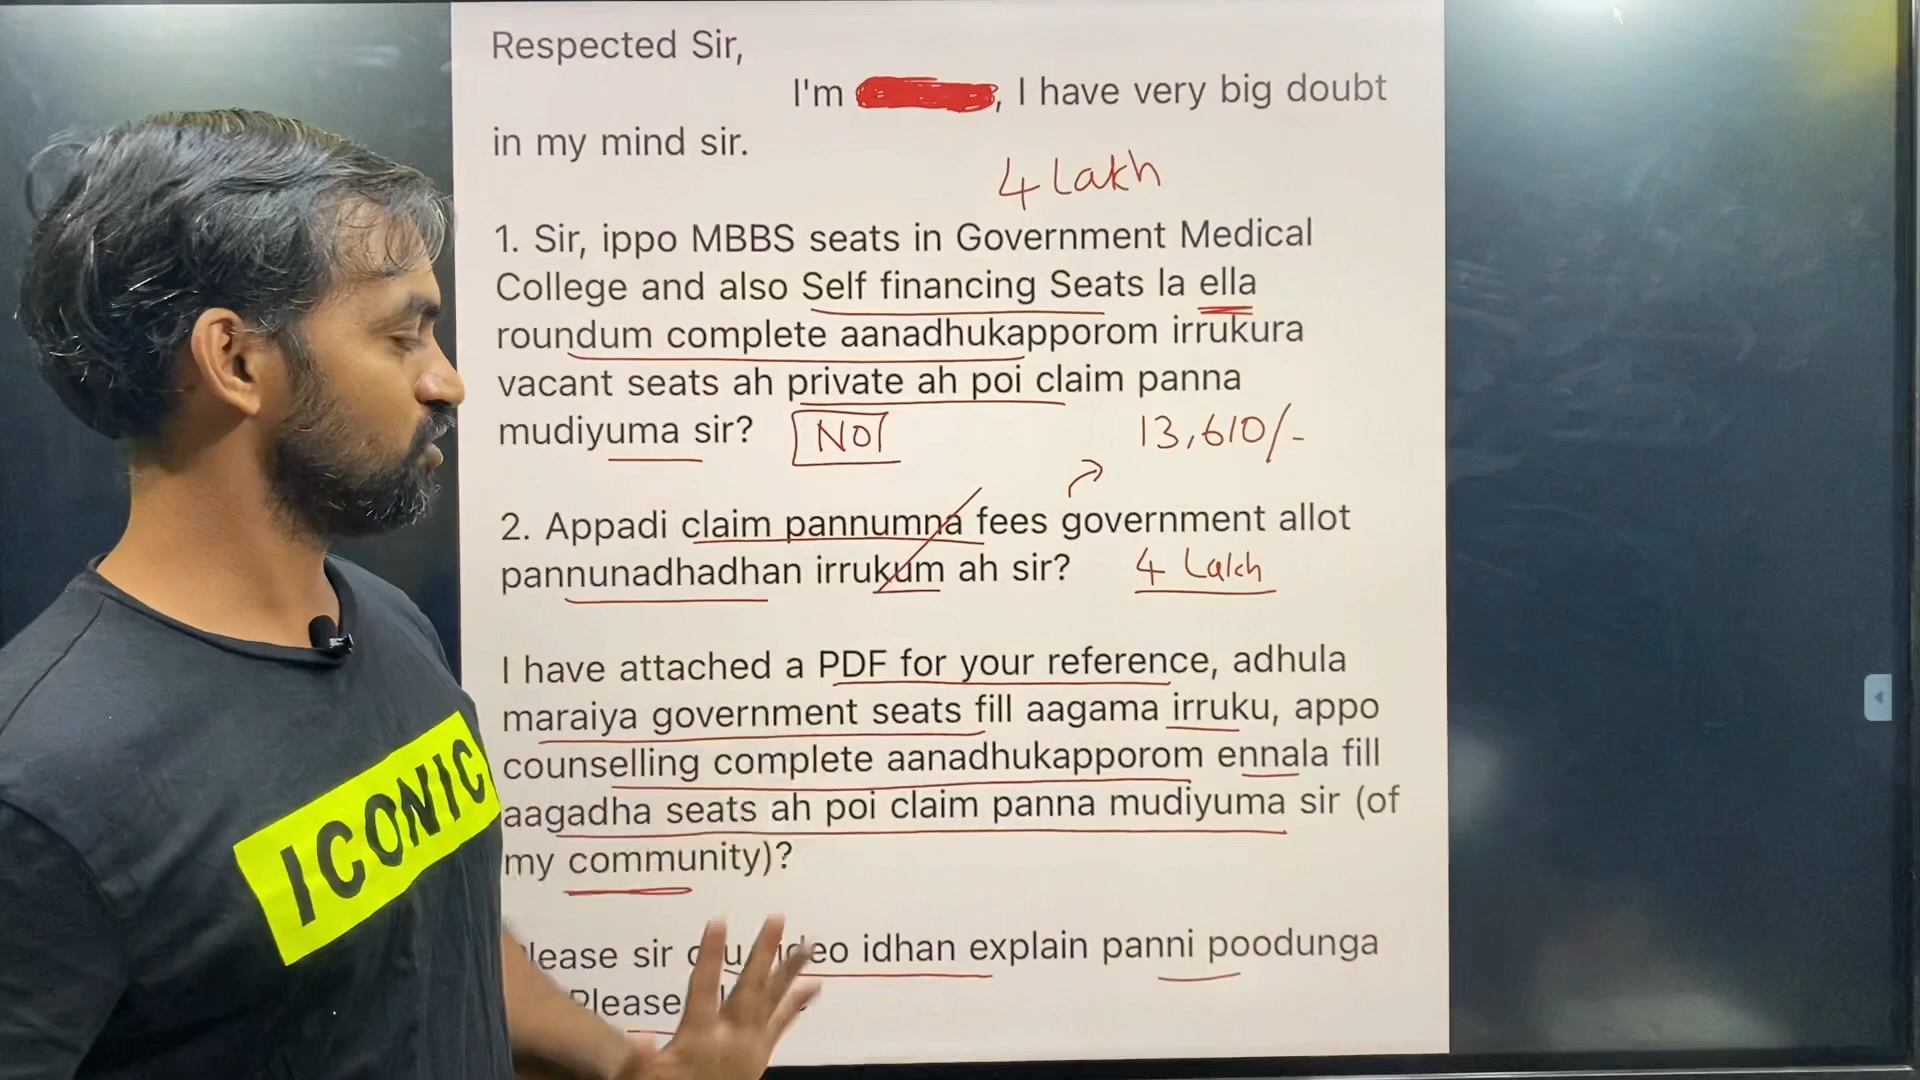 Respected Sir,
I'm , I have very big doubt
in my mind sir.
4 Lakh
1. Sir, ippo MBBS seats in Government Medical
College and also Self financing Seats la ella
roundum complete aanadhukapporom irrukura
vacant seats ah private ah poi claim panna
mudiyuma sir?
NO
13,610/-
2. Appadi claim pannumna fees government allot
pannunadhadhan irrukum ah sir?
4 Lakh
I have attached a PDF for your reference, adhula
maraiya government seats fill aagama irruku, appo
counselling complete aanadhukapporom ennala fill
aagadha seats ah poi claim panna mudiyuma sir (of
my community)?
sir idhan explain panni poodunga
Please
ICONIC